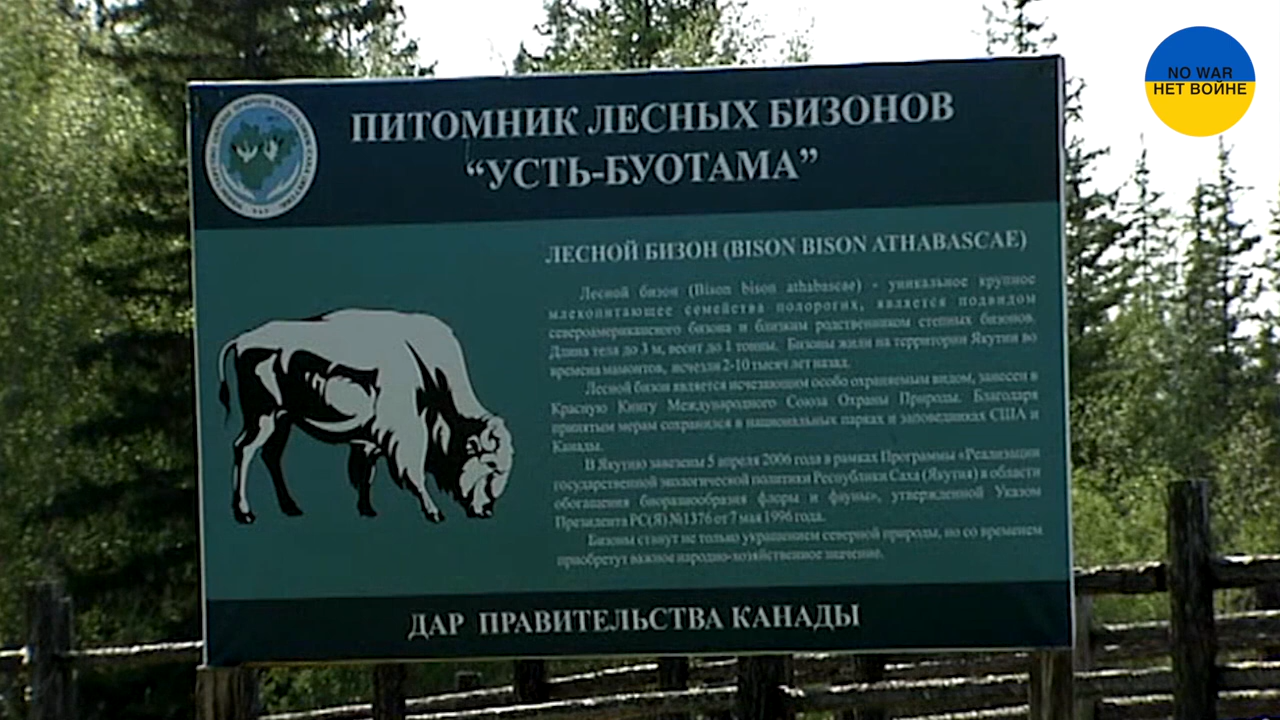 NO WAR
НЕТ ВОЙНЕ
ПИТОМНИК ЛЕСНЫХ БИЗОНОВ
“УСТЬ-БУОТАМА”
ЛЕСНОЙ БИЗОН (BISON BISON ATHABASCAE)
Лесной бизон (Bison bison athabascae) - уникальное крупное
млекопитающее семейства полорогих, является подвидом
североамериканского бизона и близким родственником степных бизонов.
Длина тела до 3 м, весит до 1 тонны. Бизоны жили на территории Якутии во
времена мамонтов, исчезли 2-10 тысяч лет назад.
Лесной бизон является исчезающим особо охраняемым видом, занесен в
Красную Книгу Международного Союза Охраны Природы. Благодаря
принятым мерам сохранился в национальных парках и заповедниках США и
Канады.
В Якутию завезены 5 апреля 2006 года в рамках Программы «Реализации
государственной экологической политики Республики Саха (Якутия) в области
обогащения биоразнообразия флоры и фауны», утвержденной Указом
Президента РС(Я) №1376 от 7 мая 1996 года.
Бизоны станут не только украшением северной природы, но со временем
приобретут важное народно-хозяйственное значение.
ДАР ПРАВИТЕЛЬСТВА КАНАДЫ